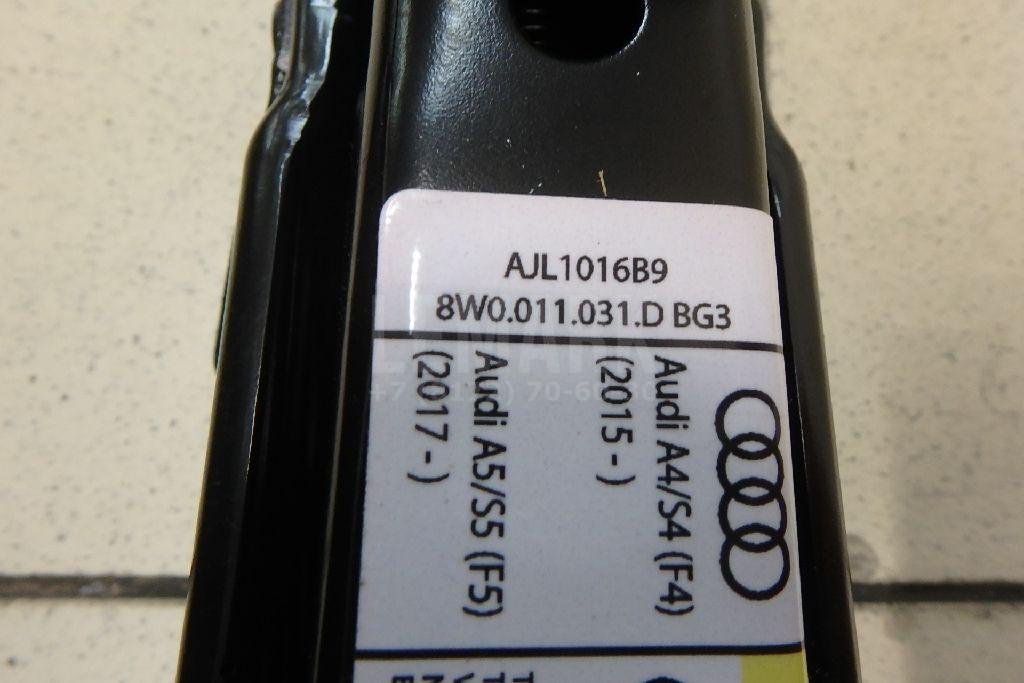 AJL1016B9
8W0.011.031.D BG3
Audi A4/S4 (F4)
(2015 - )
Audi A5/S5 (F5)
(2017 - )